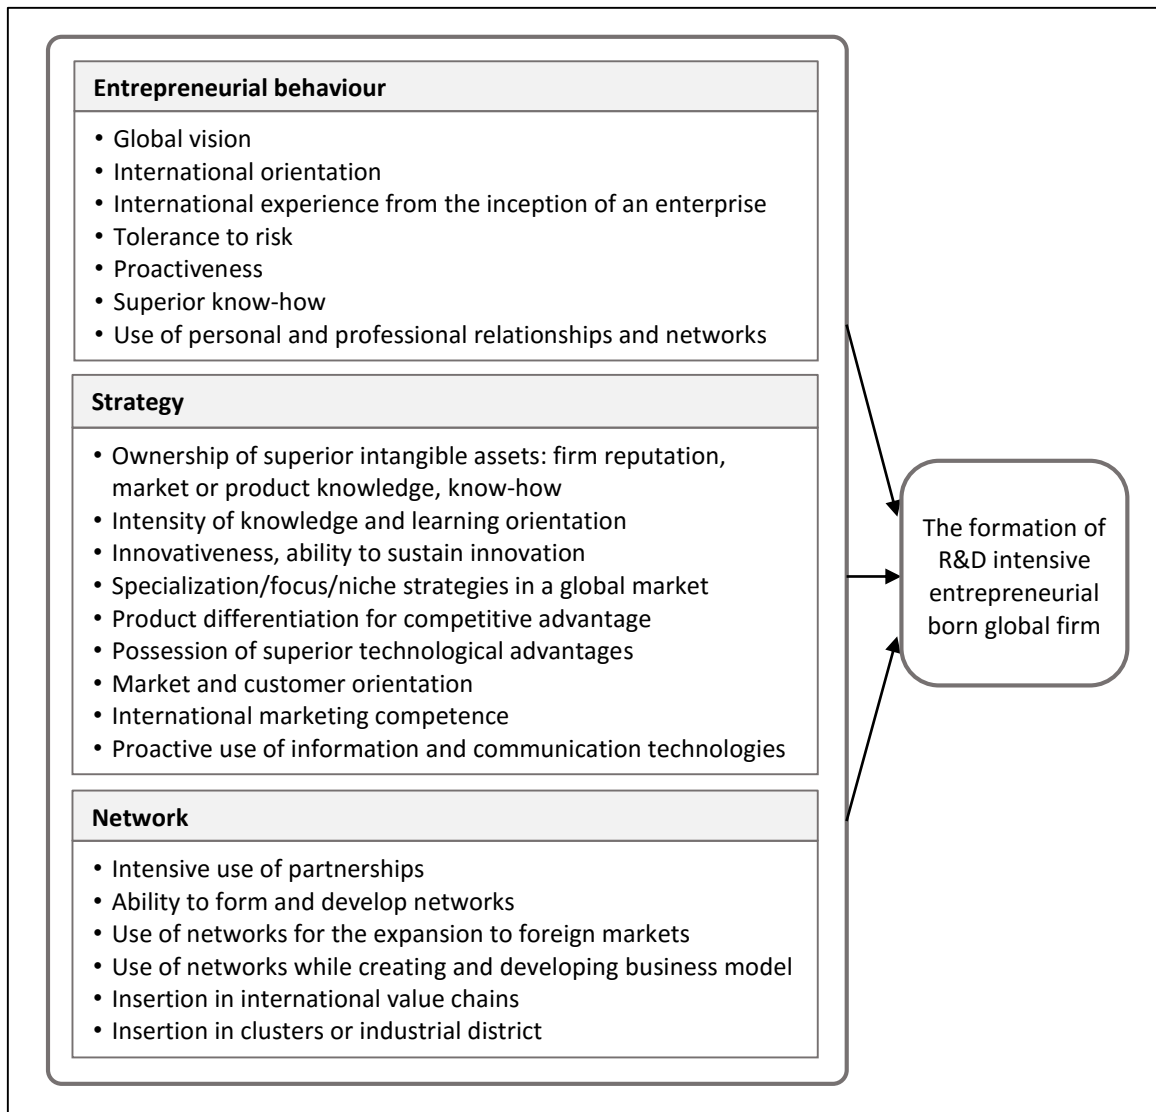 Entrepreneurial behaviour
• Global vision
• International orientation
• International experience from the inception of an enterprise
• Tolerance to risk
• Proactiveness
• Superior know-how
• Use of personal and professional relationships and networks
Strategy
• Ownership of superior intangible assets: firm reputation,
market or product knowledge, know-how
• Intensity of knowledge and learning orientation
• Innovativeness, ability to sustain innovation
• Specialization/focus/niche strategies in a global market
• Product differentiation for competitive advantage
• Possession of superior technological advantages
• Market and customer orientation
• International marketing competence
• Proactive use of information and communication technologies
Network
• Intensive use of partnerships
• Ability to form and develop networks
• Use of networks for the expansion to foreign markets
• Use of networks while creating and developing business model
• Insertion in international value chains
• Insertion in clusters or industrial district
The formation of
R&D intensive
entrepreneurial
born global firm